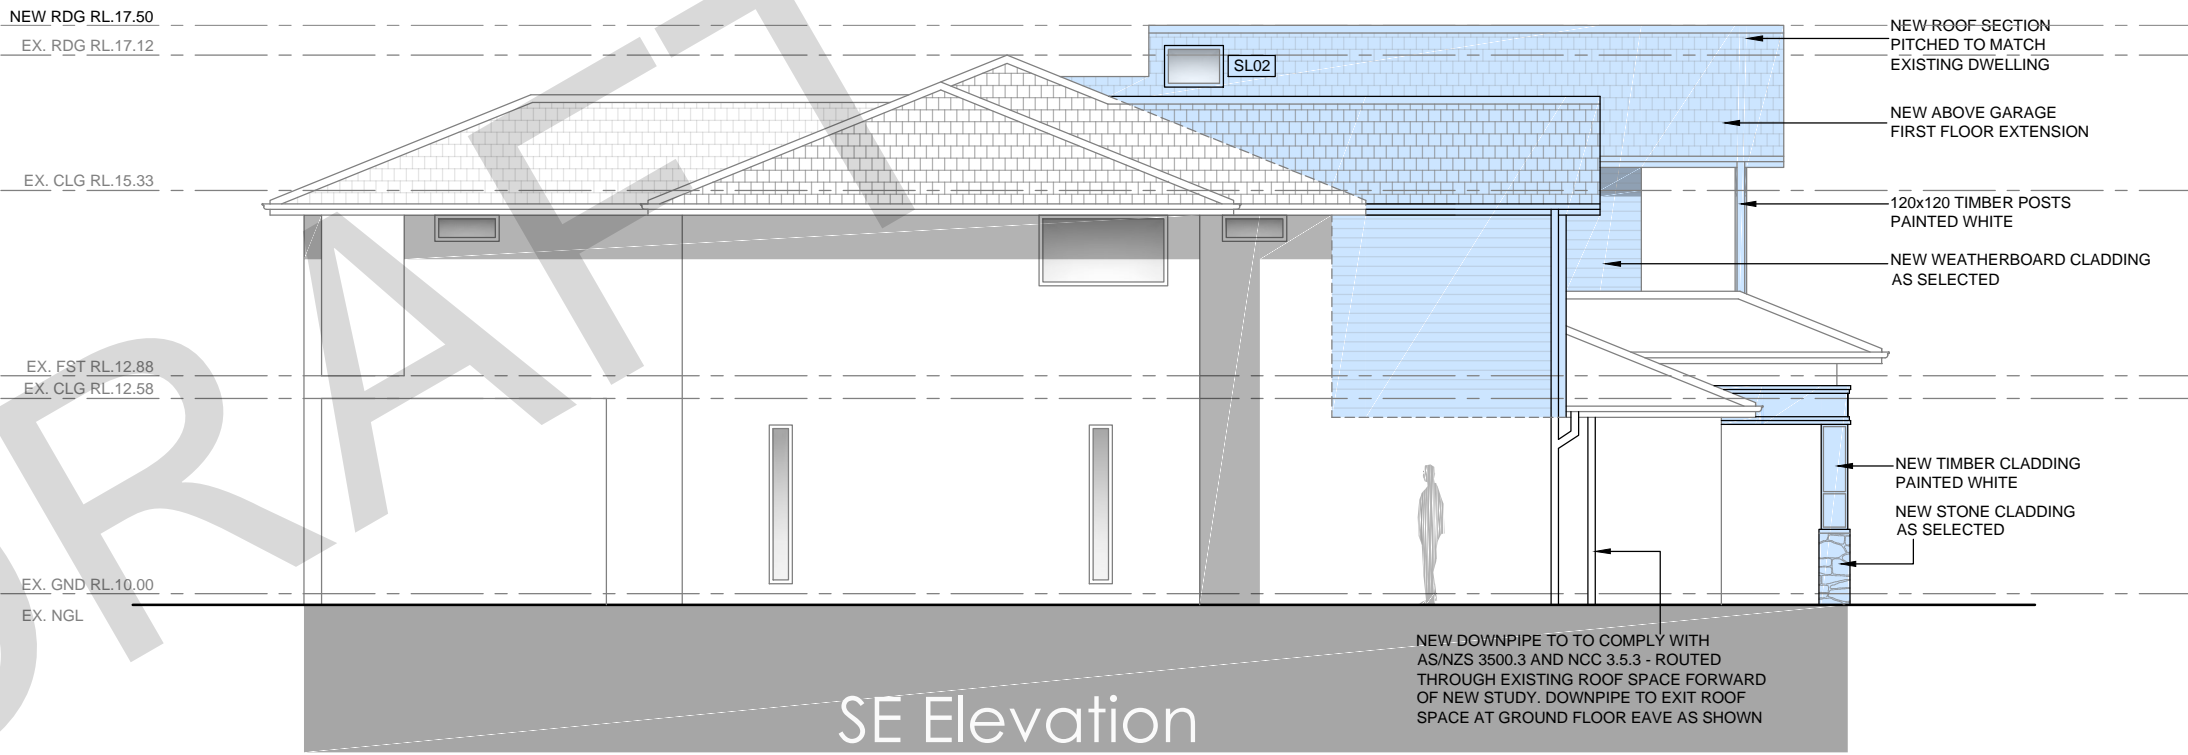 NEW RDG RL.17.50
EX. RDG RL.17.12
EX. CLG RL.15.33
EX. FST RL.12.88
EX. CLG RL.12.58
EX. GND RL.10.00
EX. NGL
DRAFT
SL02
NEW ROOF SECTION
PITCHED TO MATCH
EXISTING DWELLING
NEW ABOVE GARAGE
FIRST FLOOR EXTENSION
120x120 TIMBER POSTS
PAINTED WHITE
NEW WEATHERBOARD CLADDING
AS SELECTED
NEW TIMBER CLADDING
PAINTED WHITE
NEW STONE CLADDING
AS SELECTED
NEW DOWNPIPE TO TO COMPLY WITH
AS/NZS 3500.3 AND NCC 3.5.3 - ROUTED
THROUGH EXISTING ROOF SPACE FORWARD
OF NEW STUDY. DOWNPIPE TO EXIT ROOF
SPACE AT GROUND FLOOR EAVE AS SHOWN
SE Elevation